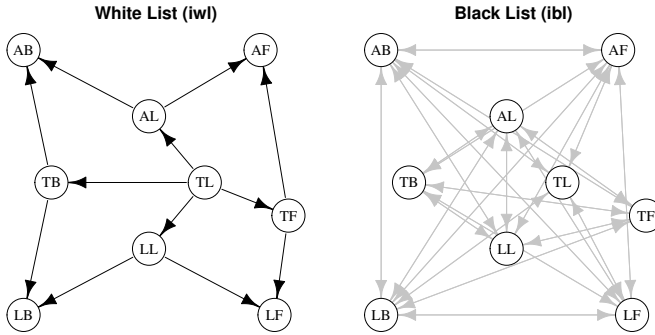 White List (iwl)
Black List (ibl)
AB
AF
AL
TB
TL
TF
LL
LB
LF
AB
AF
AL
TB
TL
TF
LL
LB
LF